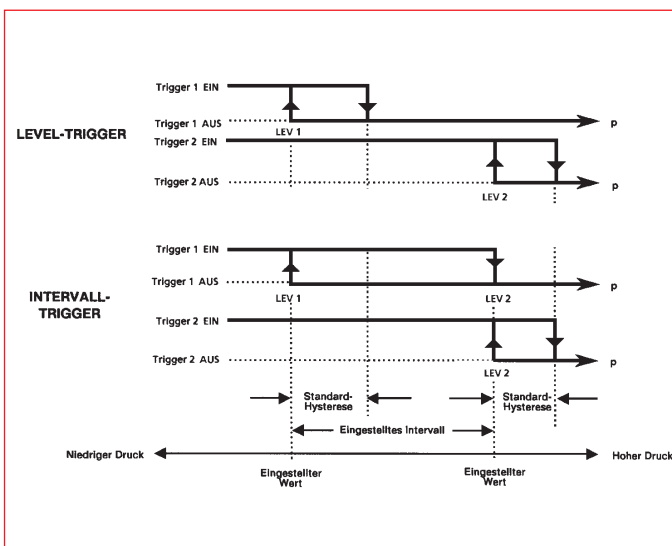 Trigger 1 EIN
LEVEL-TRIGGER
Trigger 1 AUS
p
LEV 1
Trigger 2 EIN
Trigger 2 AUS
p
LEV 2
Trigger 1 EIN
INTERVALL-
TRIGGER
Trigger 1 AUS
p
LEV 1
LEV 2
Trigger 2 EIN
Trigger 2 AUS
p
LEV 2
Standard-
Hysterese
Standard-
Hysterese
Eingestelltes Intervall
Niedriger Druck
Hoher Druck
Eingestellter
Wert
Eingestellter
Wert